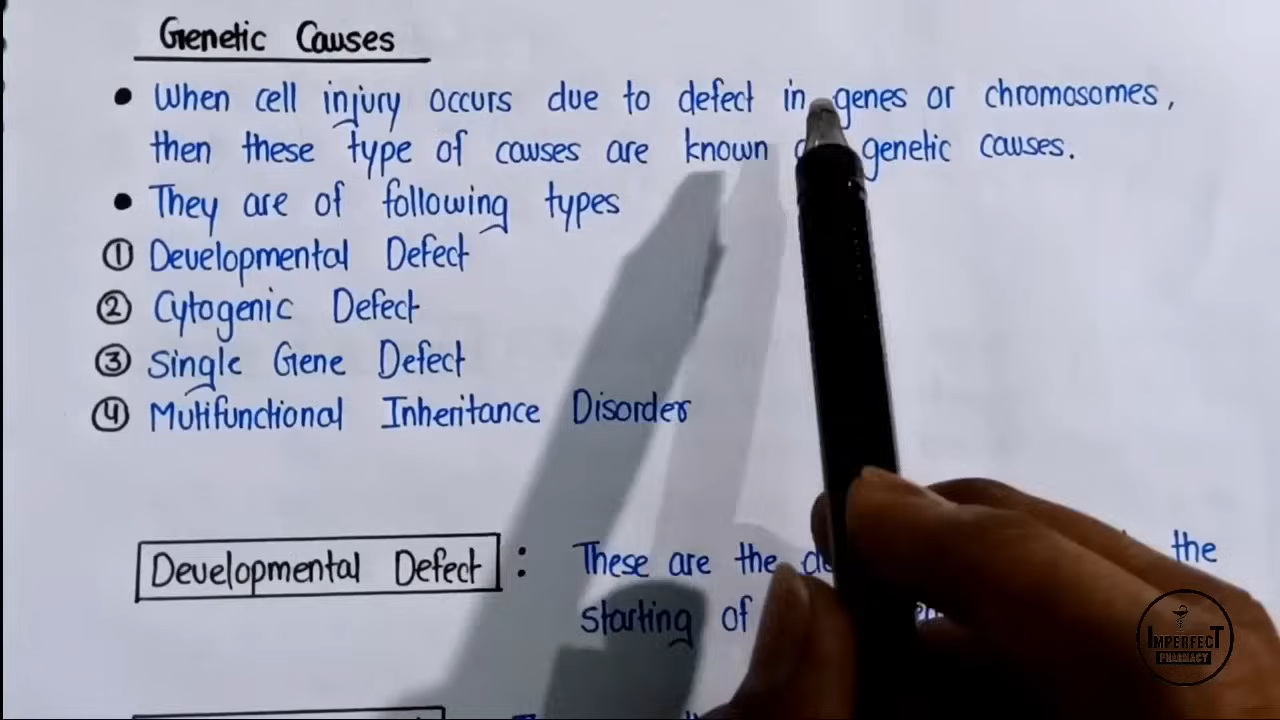 Genetic Causes
• When cell injury occurs due to defect in genes or chromosomes,
then these type of causes are known genetic causes.
• They are of following types
① Developmental Defect
② Cytogenic Defect
③ Single Gene Defect
④ Mutifunctional Inheritance Disorder
Developmental Defect : These are the the
starting of
IMPERFECT
PHARMACY